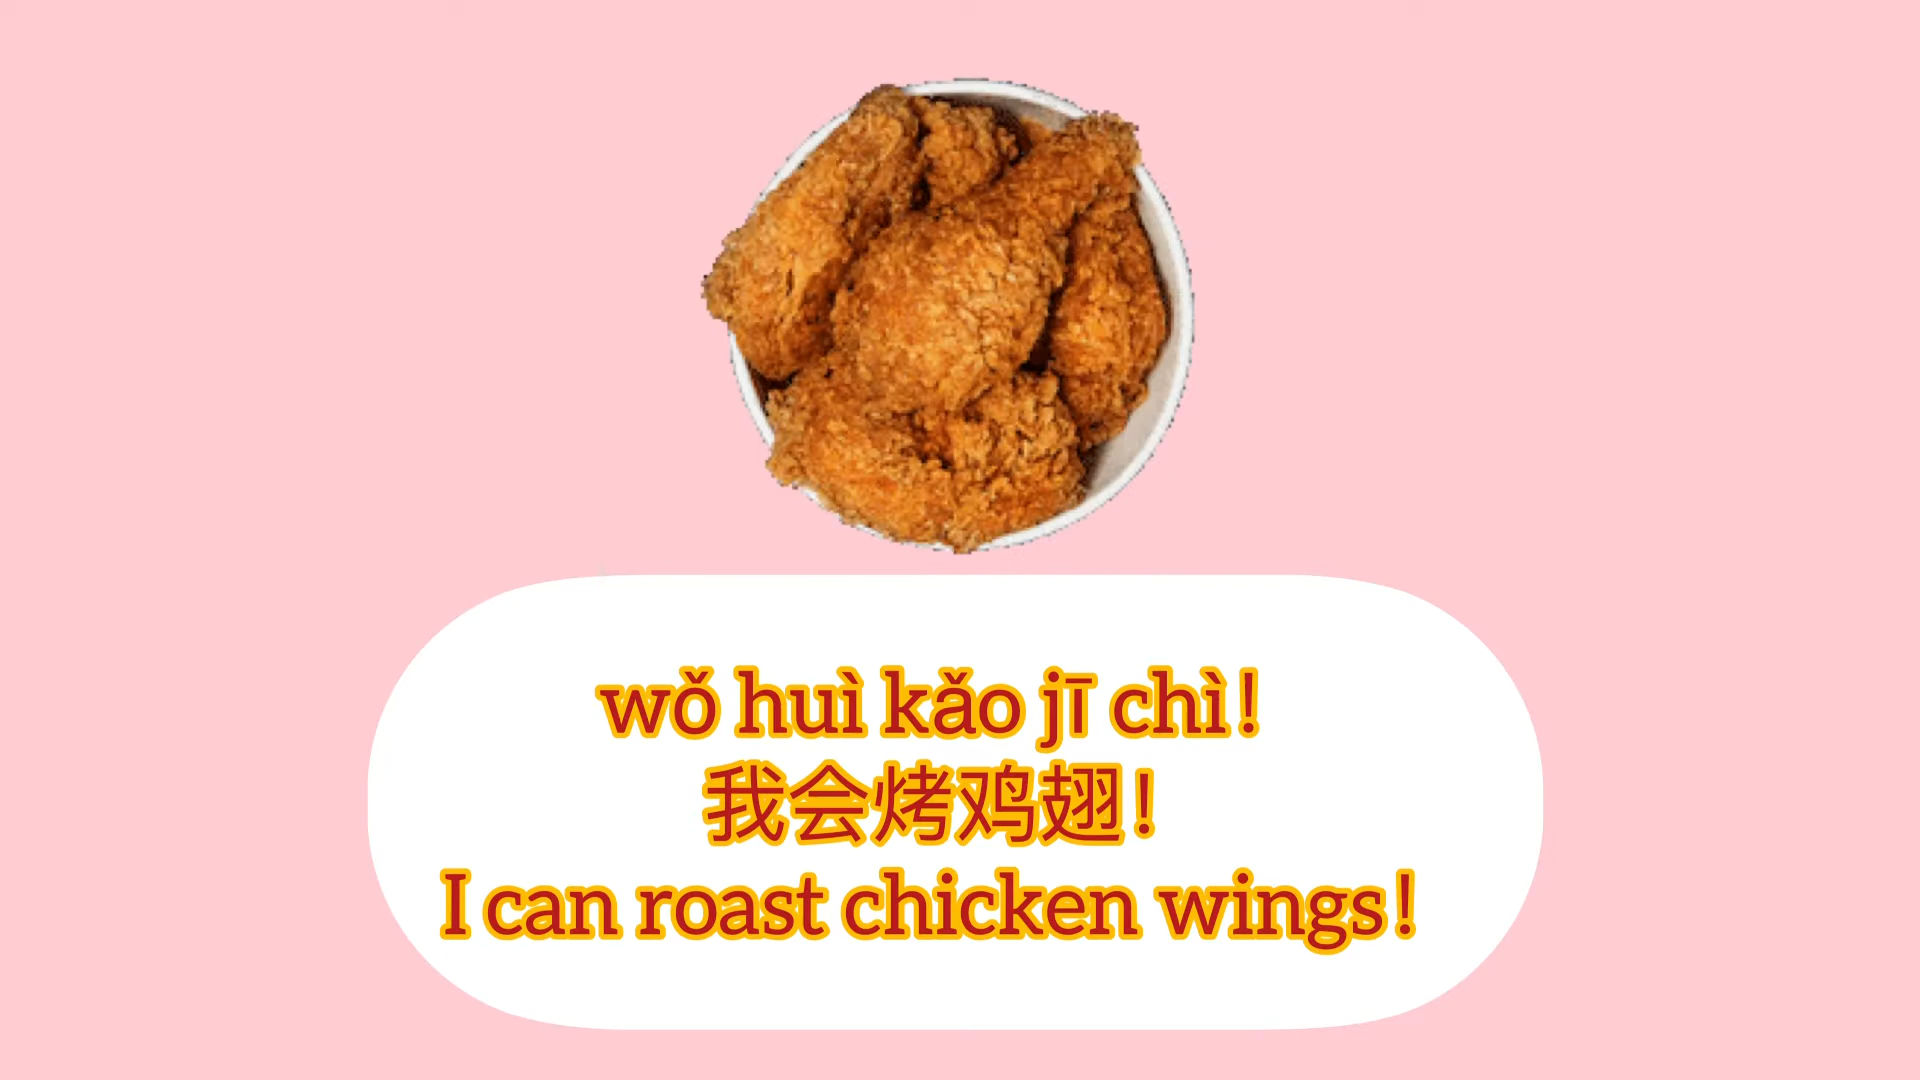 wǒ huì kǎo jī chì！
我会烤鸡翅！
I can roast chicken wings！